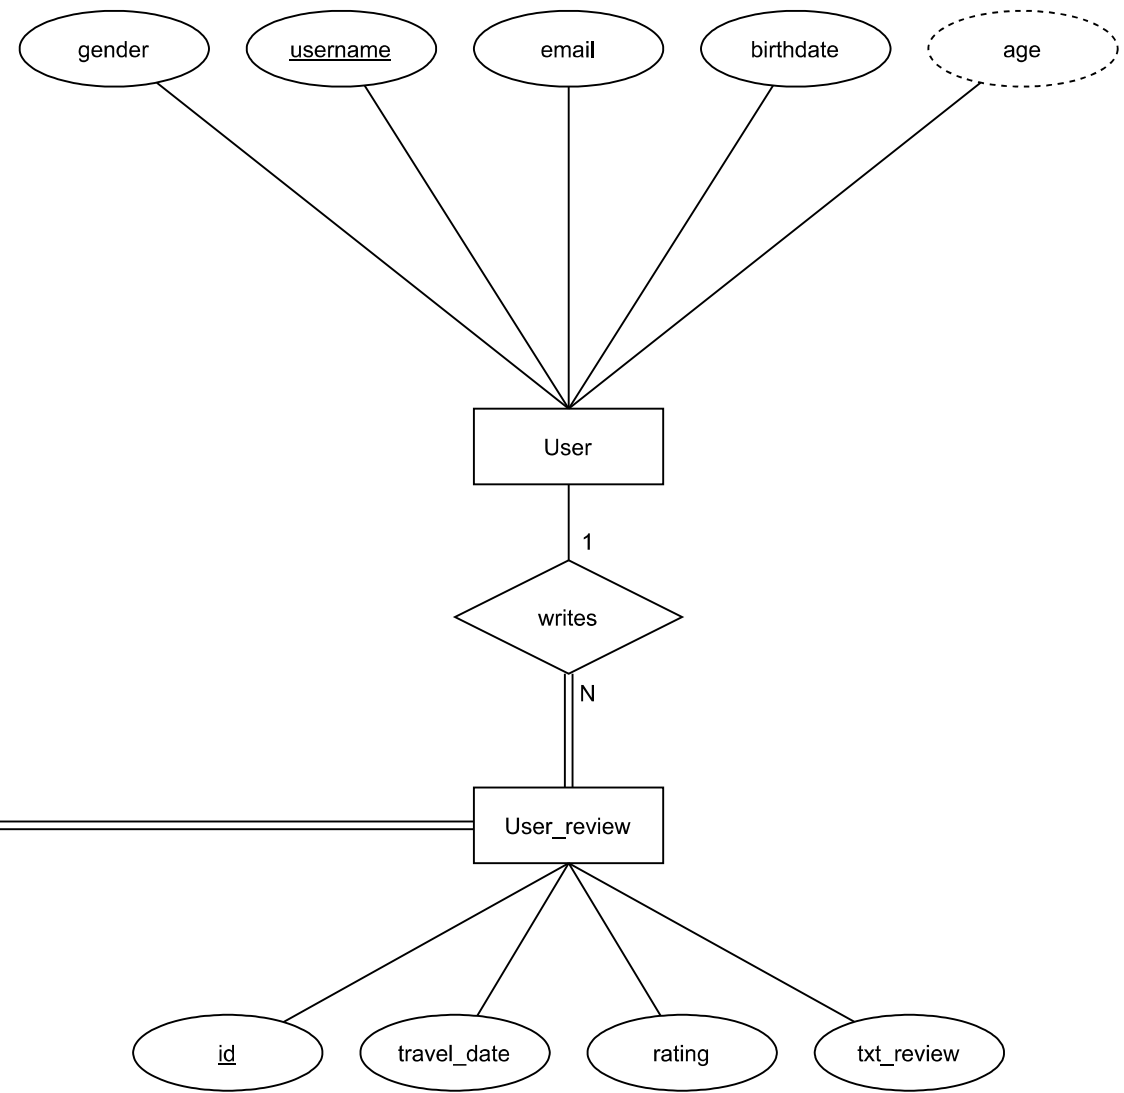 gender
username
email
birthdate
age
User
1
writes
N
User_review
id
travel_date
rating
txt_review